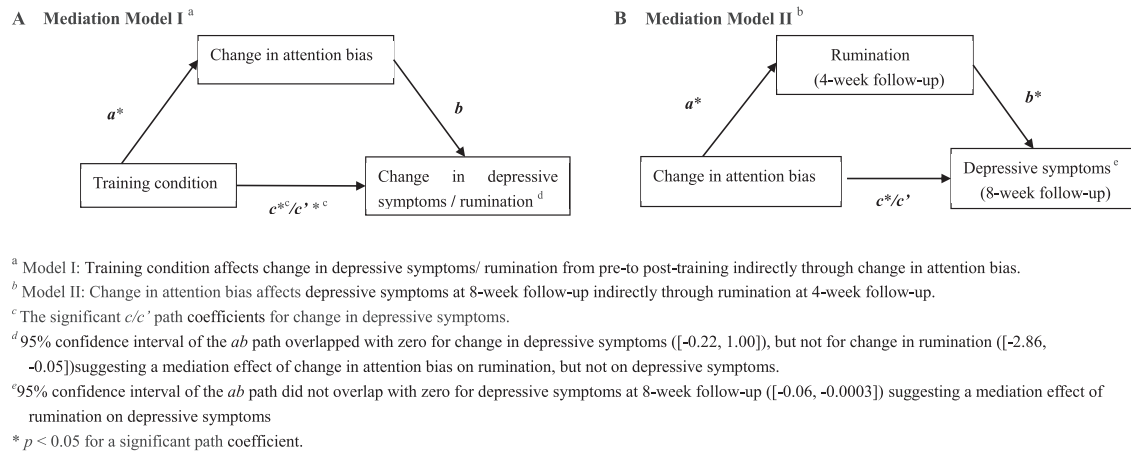 A Mediation Model I a
Change in attention bias
a*
b
Training condition
Change in depressive
symptoms / rumination d
c*c/c’ * c
B Mediation Model II b
Rumination
(4-week follow-up)
a*
b*
Change in attention bias
Depressive symptoms e
(8-week follow-up)
c*/c’
a Model I: Training condition affects change in depressive symptoms/ rumination from pre-to post-training indirectly through change in attention bias.
b Model II: Change in attention bias affects depressive symptoms at 8-week follow-up indirectly through rumination at 4-week follow-up.
c The significant c/c’ path coefficients for change in depressive symptoms.
d 95% confidence interval of the ab path overlapped with zero for change in depressive symptoms ([-0.22, 1.00]), but not for change in rumination ([-2.86,
-0.05])suggesting a mediation effect of change in attention bias on rumination, but not on depressive symptoms.
e95% confidence interval of the ab path did not overlap with zero for depressive symptoms at 8-week follow-up ([-0.06, -0.0003]) suggesting a mediation effect of
rumination on depressive symptoms
* p < 0.05 for a significant path coefficient.